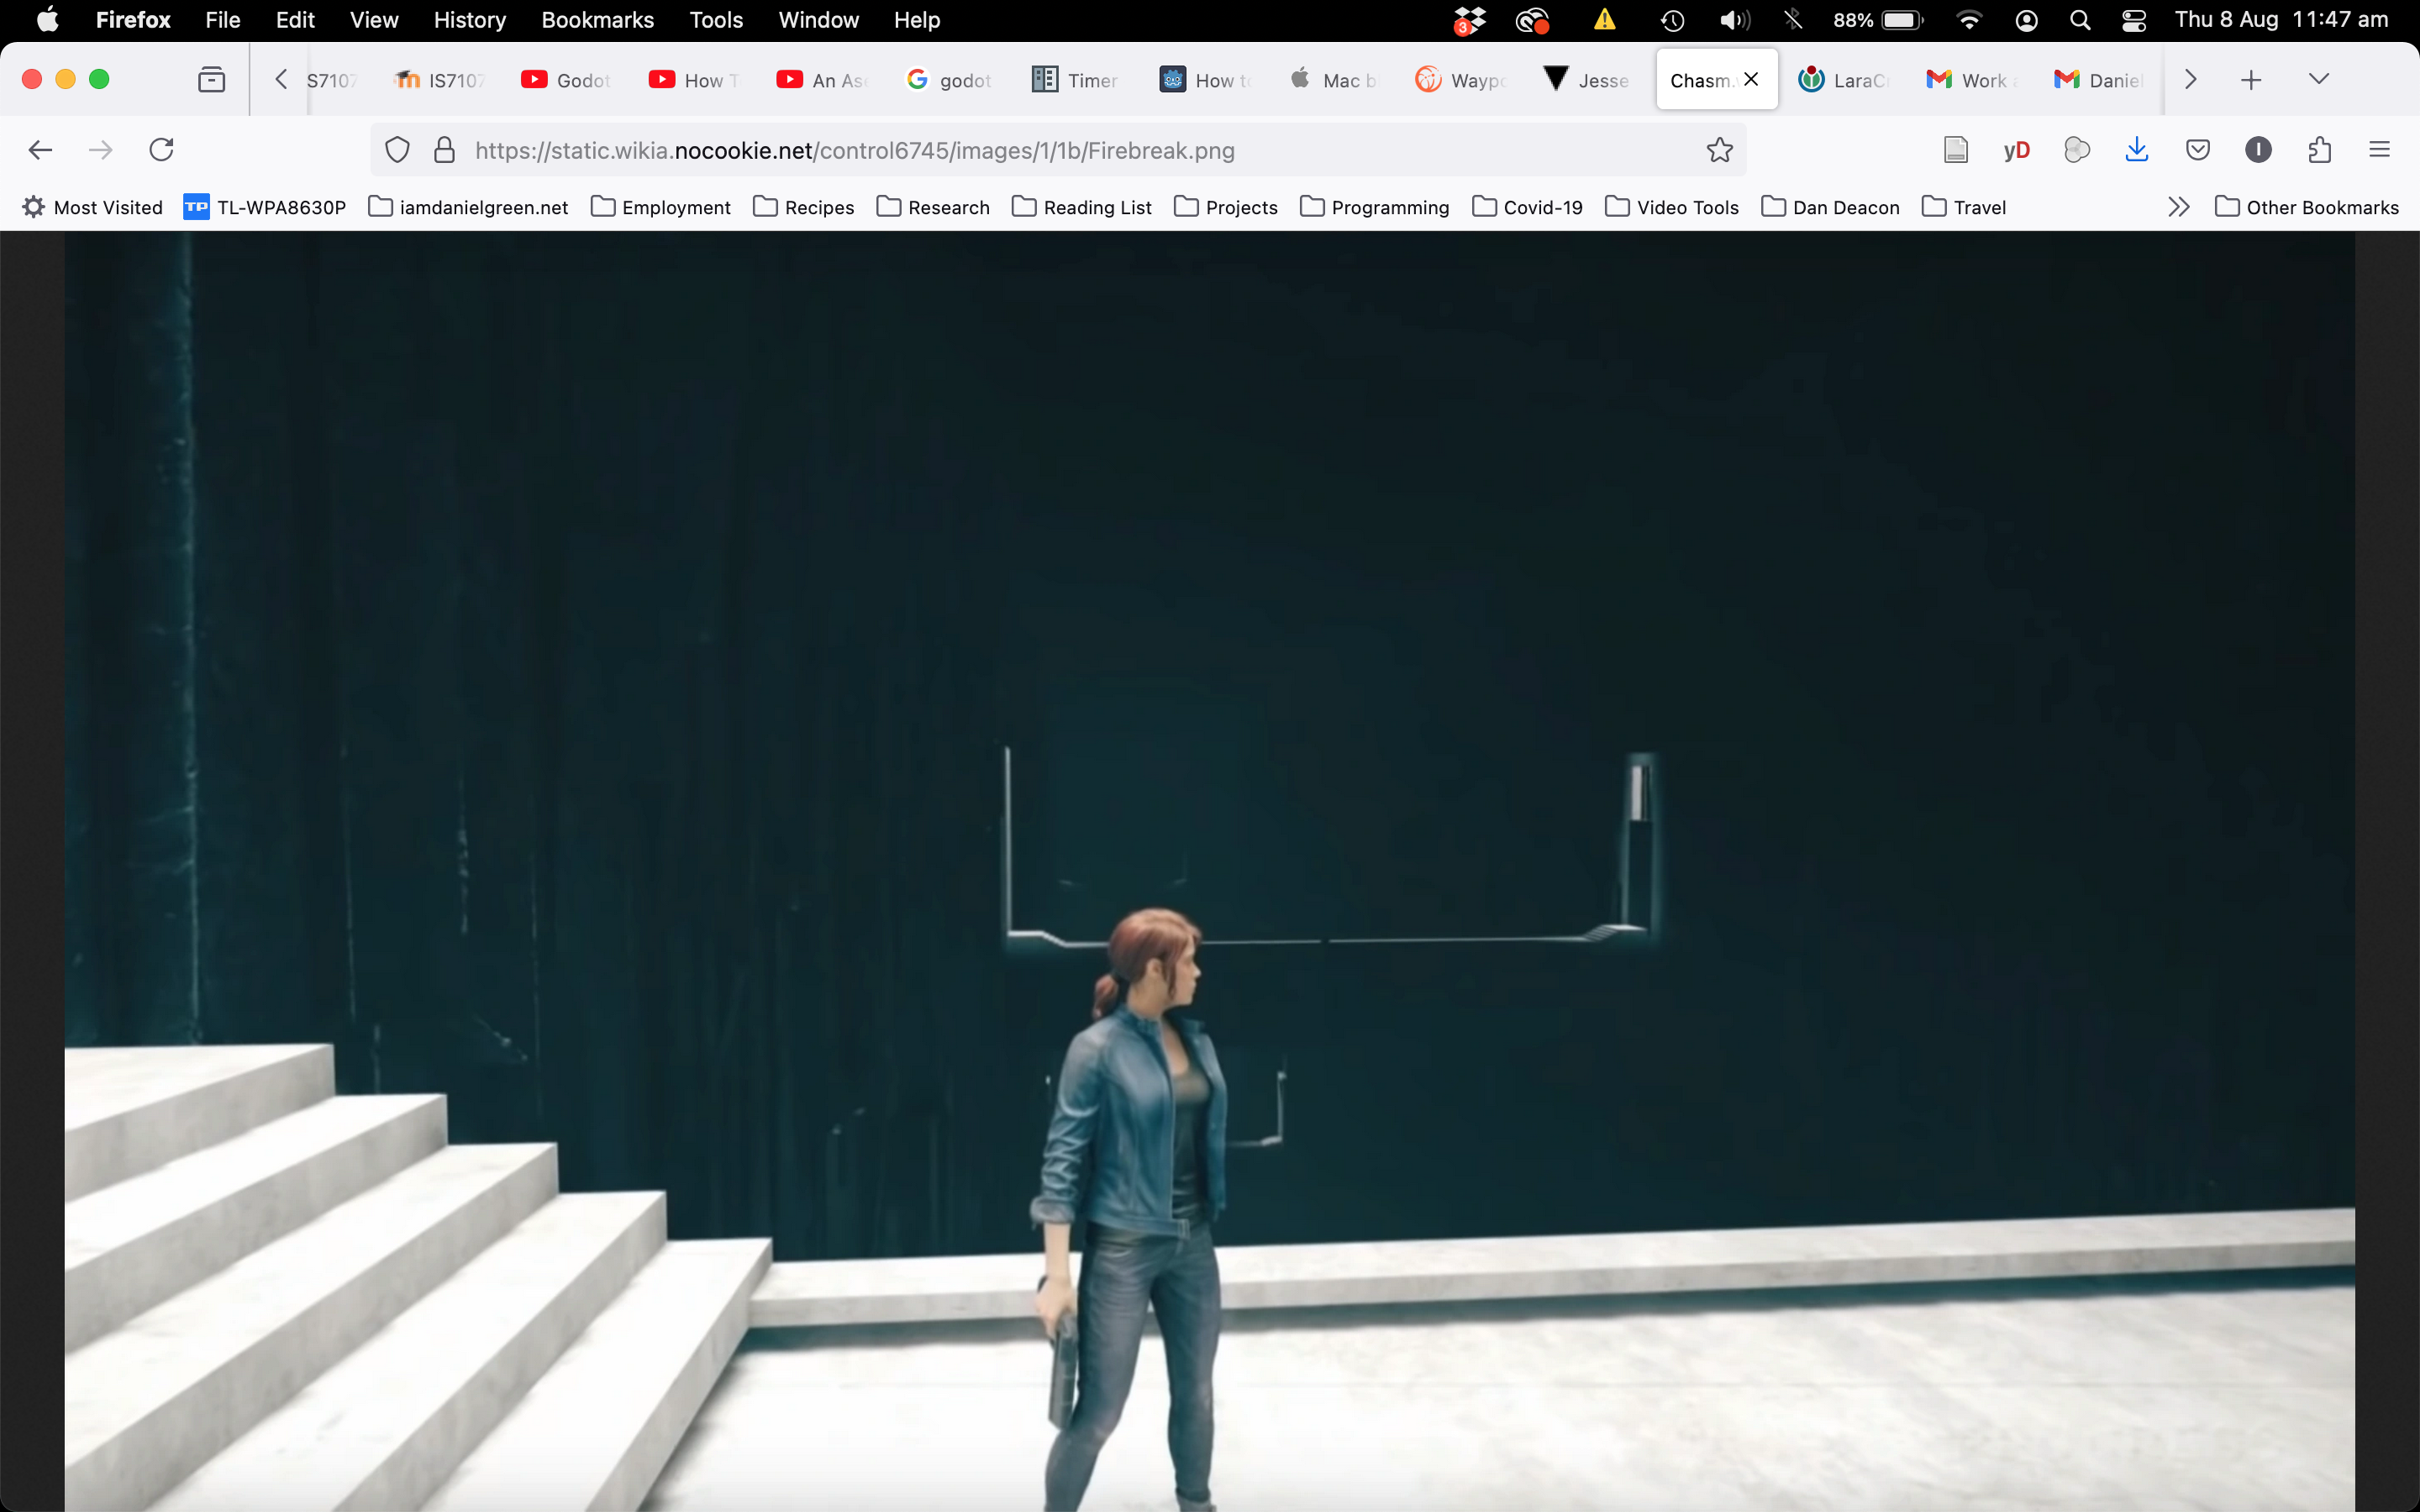 Firefox File Edit View History Bookmarks Tools Window Help 3 88% Thu 8 Aug 11:47 am
S7107 IS7107 Godot How T An As godot Timer How to Mac b Wayp Jesse Chasm. LaraC Work Daniel
https://static.wikia.nocookie.net/control6745/images/1/1b/Firebreak.png yD I
Most Visited TP TL-WPA8630P iamdanielgreen.net Employment Recipes Research Reading List Projects Programming Covid-19 Video Tools Dan Deacon Travel Other Bookmarks